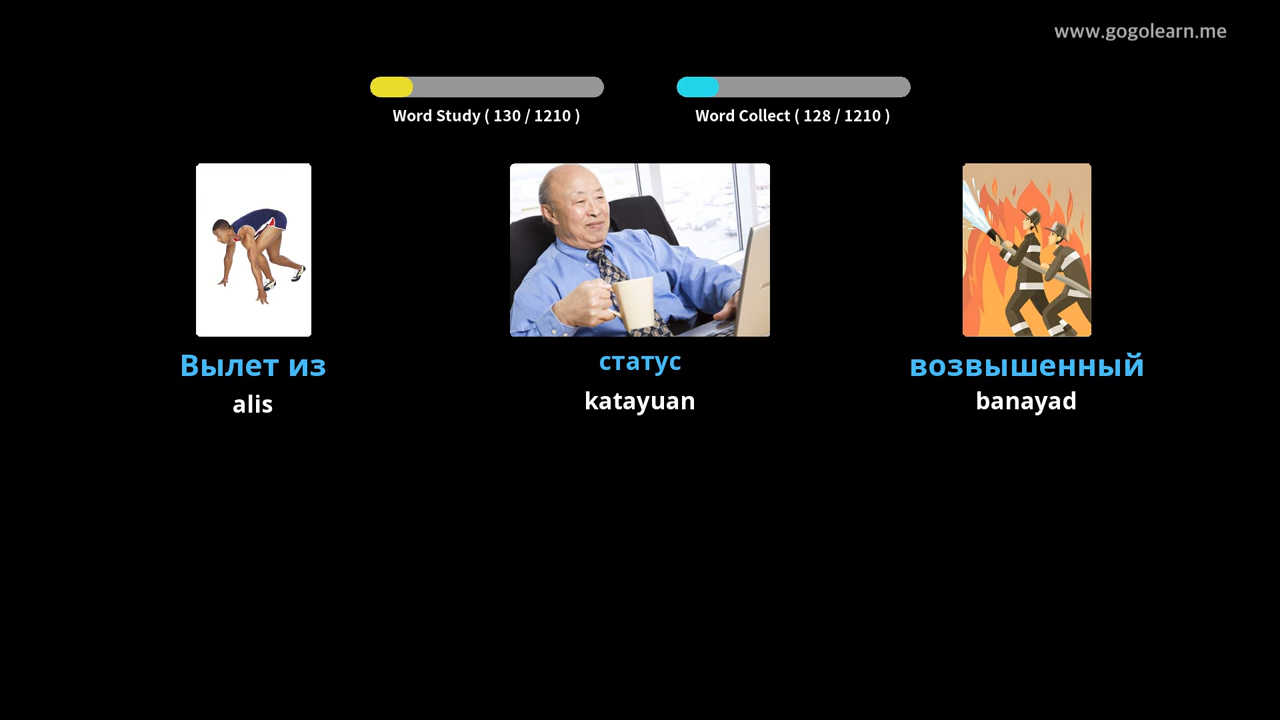 www.gogolearn.me
Word Study ( 130 / 1210 )
Word Collect ( 128 / 1210 )
Вылет из
alis
статус
katayuan
возвышенный
banayad